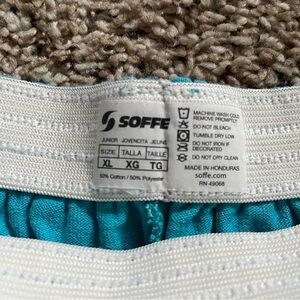 SOFFE
JUNIOR JOVENCITA JEUNE
SIZE TALLA TAILLE
XL XG TG
50% Cotton / 50% Polyester
MACHINE WASH COLD
REMOVE PROMPTLY
DO NOT BLEACH
TUMBLE DRY LOW
DO NOT IRON IF
DECORATED
DO NOT DRY CLEAN
MADE IN HONDURAS
soffe.com
RN 49068